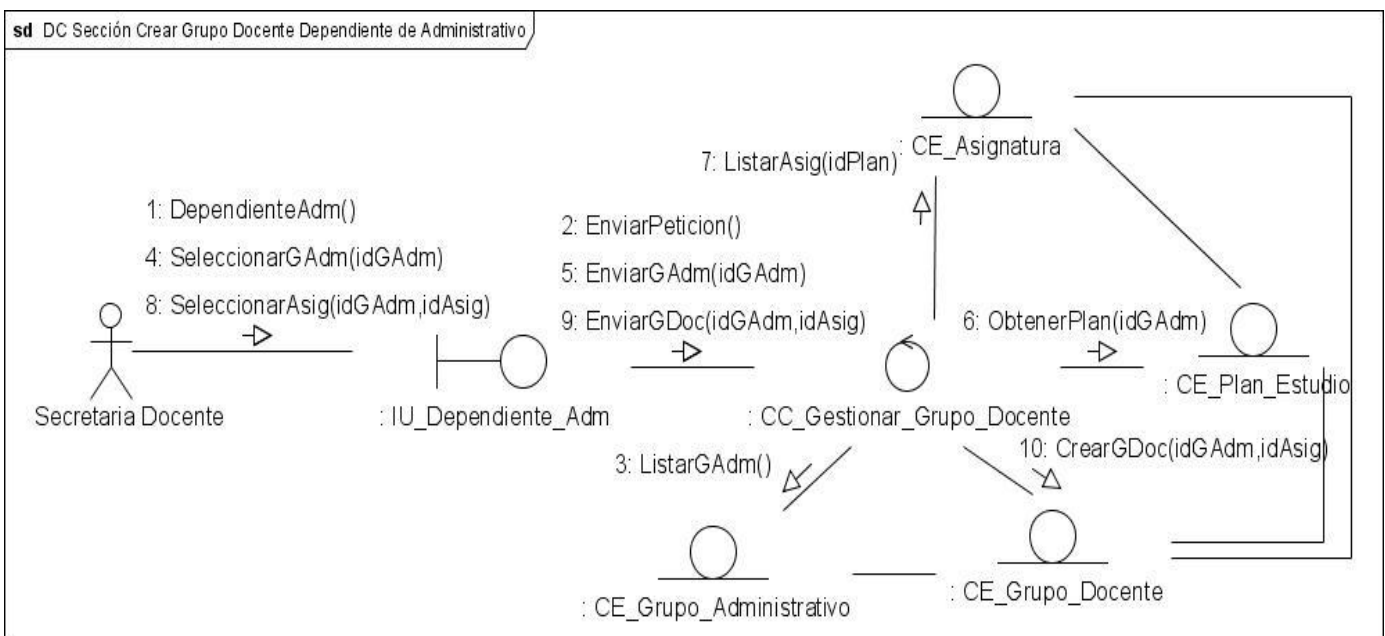 sd DC Sección Crear Grupo Docente Dependiente de Administrativo
: CE_Asignatura
7: ListarAsig(idPlan)
1: DependienteAdm()
4: SeleccionarGAdm(idGAdm)
8: SeleccionarAsig(idGAdm,idAsig)
2: EnviarPeticion()
5: EnviarGAdm(idGAdm)
9: EnviarGDoc(idGAdm,idAsig)
6: ObtenerPlan(idGAdm)
: CE_Plan_Estudio
Secretaria Docente
: IU_Dependiente_Adm
: CC_Gestionar_Grupo_Docente
3: ListarGAdm()
10: CrearGDoc(idGAdm,idAsig)
: CE_Grupo_Administrativo
: CE_Grupo_Docente